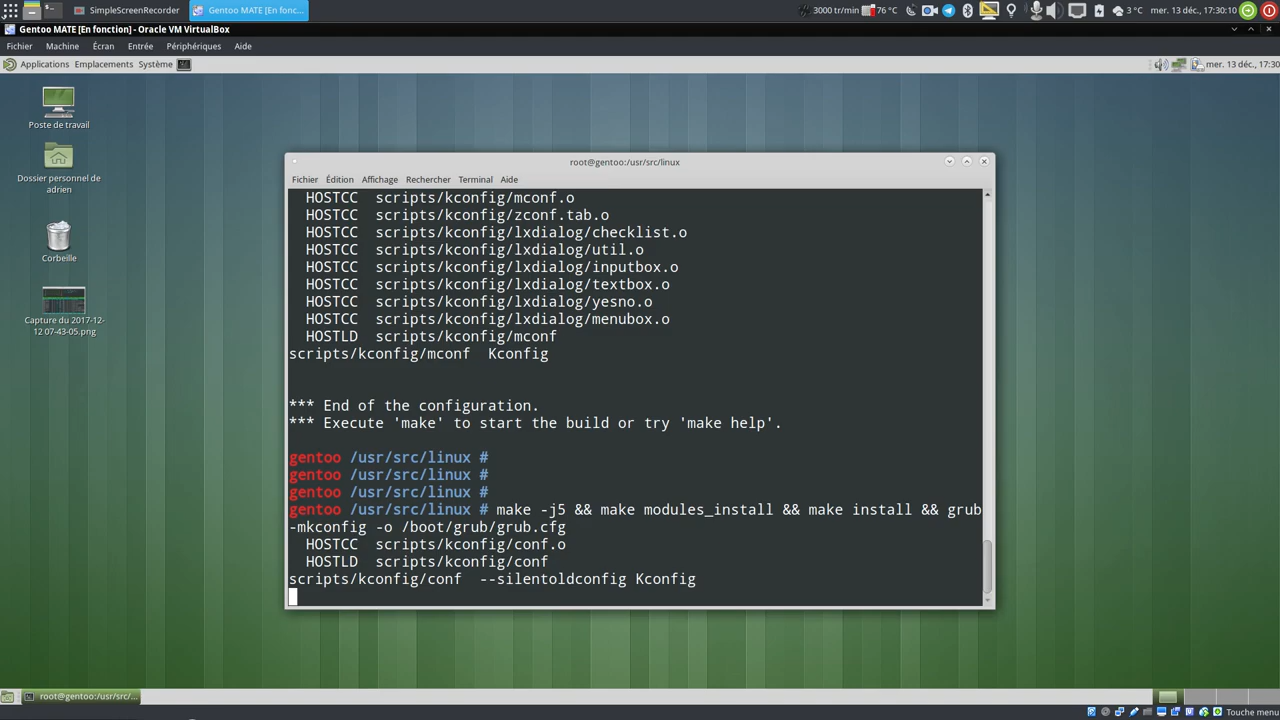 SimpleScreenRecorder
Gentoo MATE [En fonc...
3000 tr/min
76 °C
3 °C
mer. 13 déc., 17:30:10
Gentoo MATE [En fonction] - Oracle VM VirtualBox
Fichier Machine Écran Entrée Périphériques Aide
Applications Emplacements Système
mer. 13 déc., 17:30
Poste de travail
Dossier personnel de
adrien
Corbeille
Capture du 2017-12-
12 07-43-05.png
root@gentoo:/usr/src/linux
Fichier Édition Affichage Rechercher Terminal Aide
HOSTCC scripts/kconfig/mconf.o
HOSTCC scripts/kconfig/zconf.tab.o
HOSTCC scripts/kconfig/lxdialog/checklist.o
HOSTCC scripts/kconfig/lxdialog/util.o
HOSTCC scripts/kconfig/lxdialog/inputbox.o
HOSTCC scripts/kconfig/lxdialog/textbox.o
HOSTCC scripts/kconfig/lxdialog/yesno.o
HOSTCC scripts/kconfig/lxdialog/menubox.o
HOSTLD scripts/kconfig/mconf
scripts/kconfig/mconf Kconfig
*** End of the configuration.
*** Execute 'make' to start the build or try 'make help'.
gentoo /usr/src/linux #
gentoo /usr/src/linux #
gentoo /usr/src/linux #
gentoo /usr/src/linux # make -j5 && make modules_install && make install && grub
-mkconfig -o /boot/grub/grub.cfg
HOSTCC scripts/kconfig/conf.o
HOSTLD scripts/kconfig/conf
scripts/kconfig/conf --silentoldconfig Kconfig
root@gentoo:/usr/src/...
Touche menu